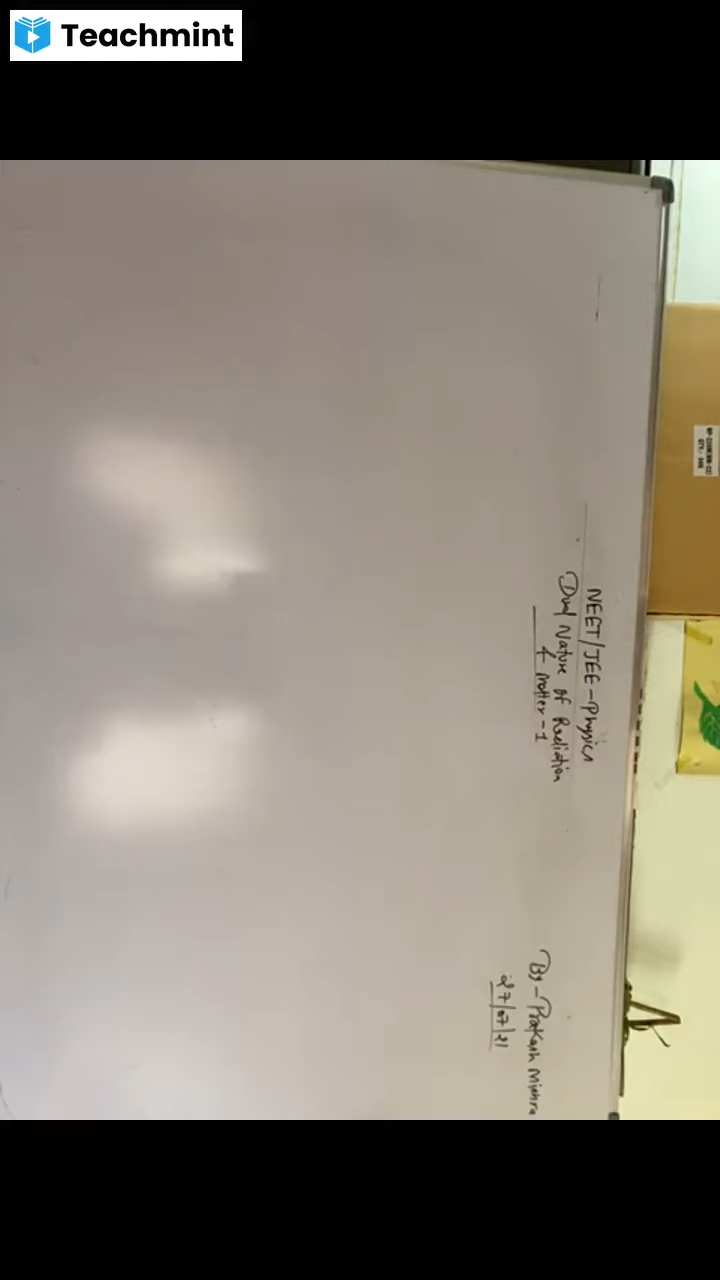 Teachmint
NEET/JEE-Physics
Dual Nature of Radiation
& Matter-1
By-Prakash Mishra
27/07/21